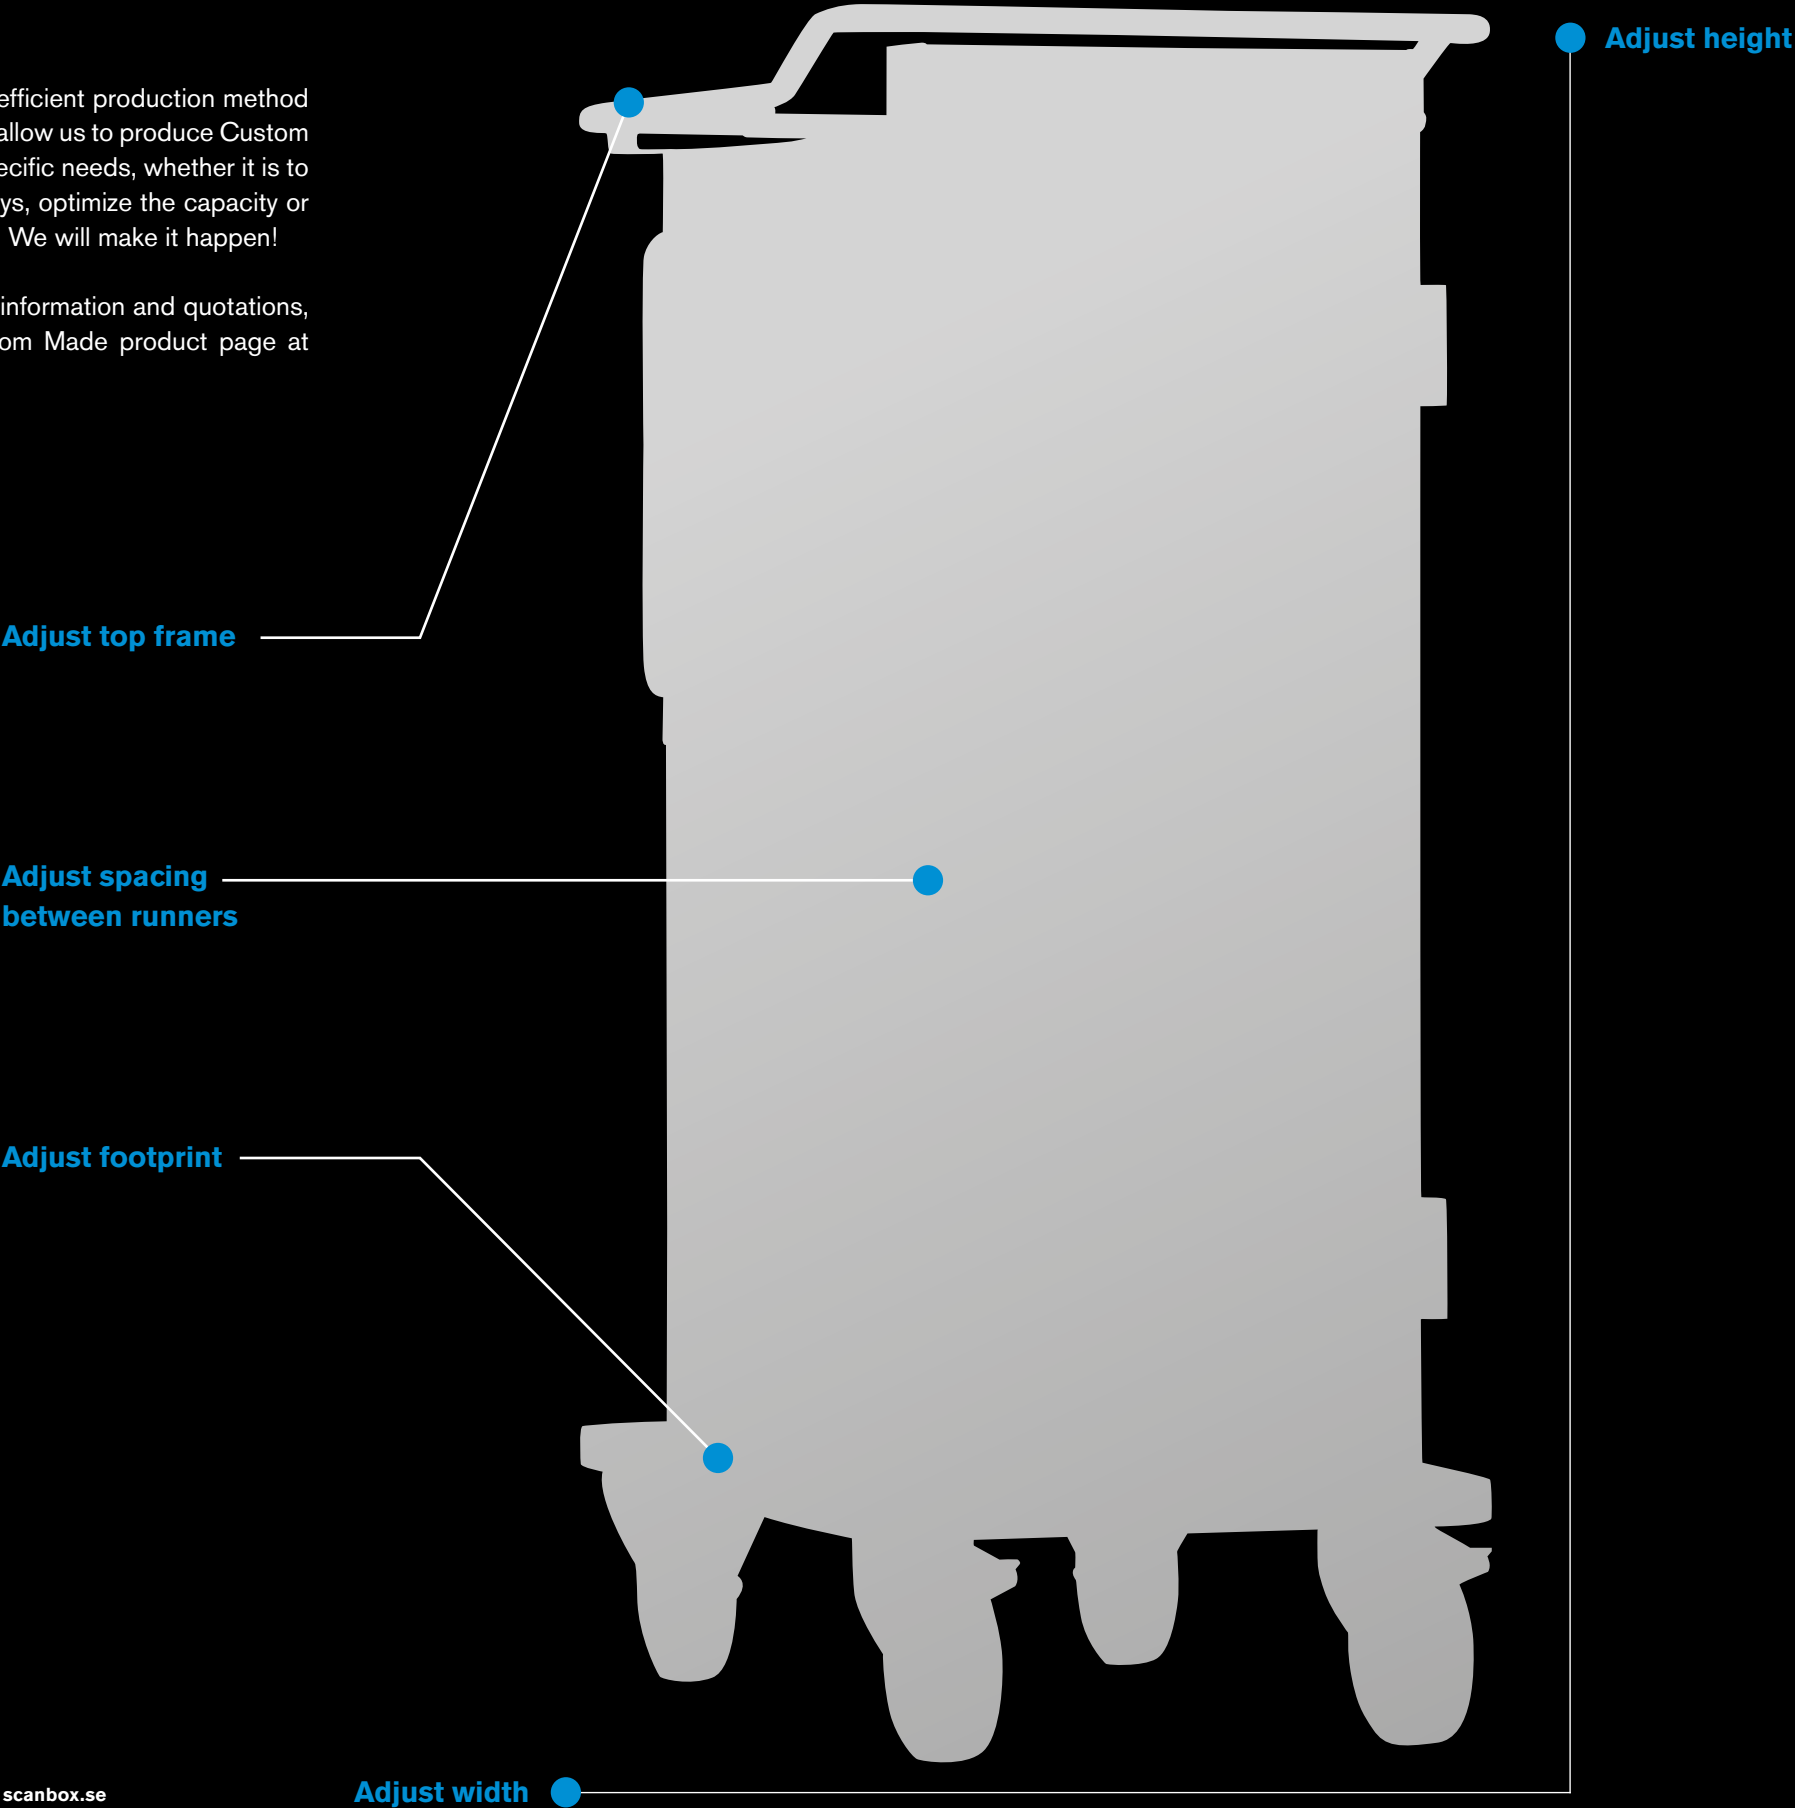 efficient production method
allow us to produce Custom
ecific needs, whether it is to
ys, optimize the capacity or
We will make it happen!
information and quotations,
om Made product page at
Adjust height
Adjust top frame
Adjust spacing
between runners
Adjust footprint
Adjust width
scanbox.se